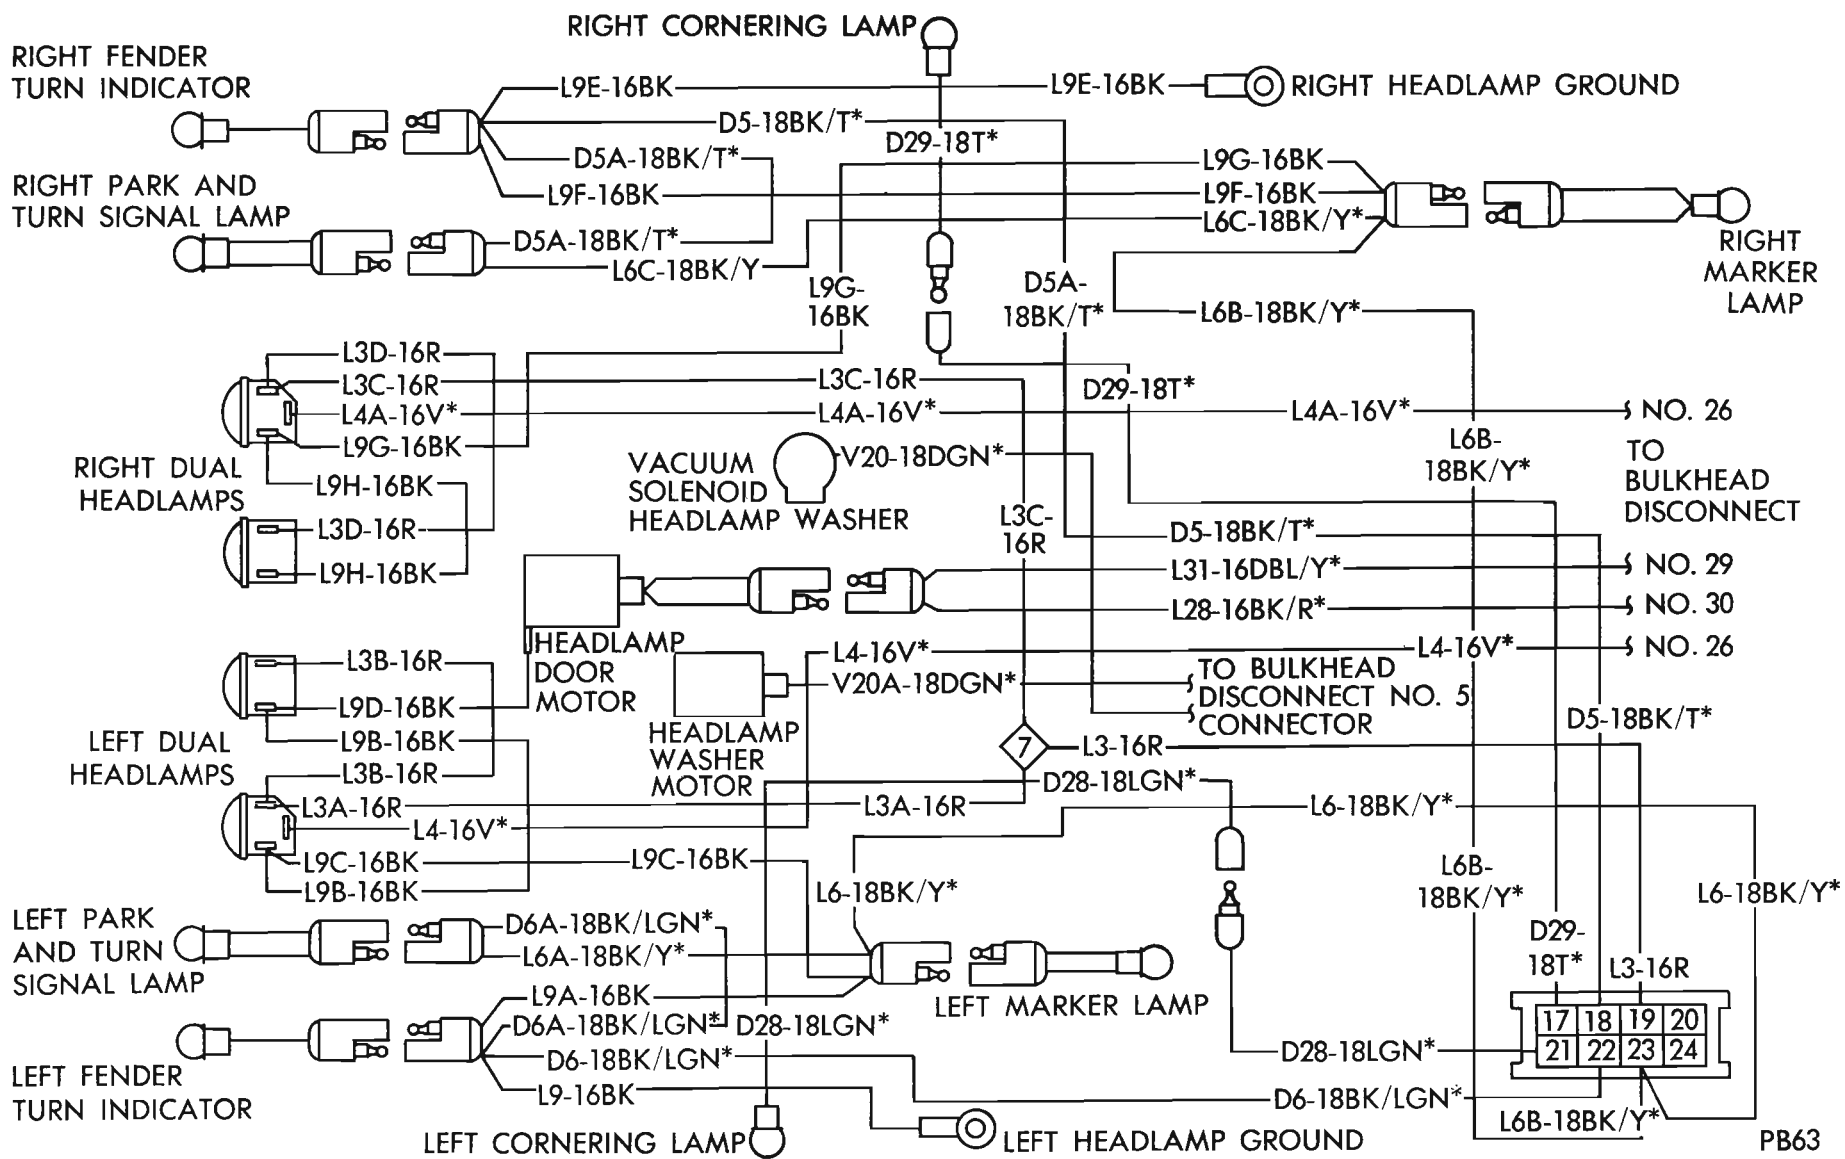 RIGHT CORNERING LAMP
RIGHT FENDER
TURN INDICATOR
L9E-16BK
L9E-16BK
RIGHT HEADLAMP GROUND
D5-18BK/T*
D29-18T*
D5A-18BK/T*
L9G-16BK
RIGHT PARK AND
TURN SIGNAL LAMP
L9F-16BK
L9F-16BK
L6C-18BK/Y*
D5A-18BK/T*
L6C-18BK/Y
RIGHT
MARKER
LAMP
L9G-
16BK
D5A-
18BK/T*
L6B-18BK/Y*
L3D-16R
L3C-16R
L3C-16R
D29-18T*
L4A-16V*
L4A-16V*
L4A-16V*
NO. 26
L9G-16BK
RIGHT DUAL
HEADLAMPS
L9H-16BK
L3D-16R-
L9H-16BK
VACUUM
SOLENOID
HEADLAMP WASHER
V20-18DGN*
L6B-
18BK/Y*
TO
BULKHEAD
DISCONNECT
L3C-
16R
D5-18BK/T*
L31-16DBL/Y*
NO. 29
L28-16BK/R*
NO. 30
HEADLAMP
DOOR
MOTOR
L4-16V*
L4-16V*
NO. 26
L3B-16R
V20A-18DGN*
TO BULKHEAD
DISCONNECT NO. 5
CONNECTOR
L9D-16BK
D5-18BK/T*
LEFT DUAL
HEADLAMPS
L9B-16BK
HEADLAMP
WASHER
MOTOR
7
L3-16R
L3B-16R
D28-18LGN*
L3A-16R
L3A-16R
L6-18BK/Y*
L4-16V*
L9C-16BK
L9C-16BK
L9B-16BK
L6-18BK/Y*
L6B-
18BK/Y*
L6-18BK/Y*
LEFT PARK
AND TURN
SIGNAL LAMP
D6A-18BK/LGN*
L6A-18BK/Y*
D29-
18T*
L3-16R
L9A-16BK
LEFT MARKER LAMP
D6A-18BK/LGN*
D28-18LGN*
17 18 19 20
21 22 23 24
D6-18BK/LGN*
D28-18LGN*
LEFT FENDER
TURN INDICATOR
L9-16BK
D6-18BK/LGN*
L6B-18BK/Y*
LEFT CORNERING LAMP
LEFT HEADLAMP GROUND
PB63